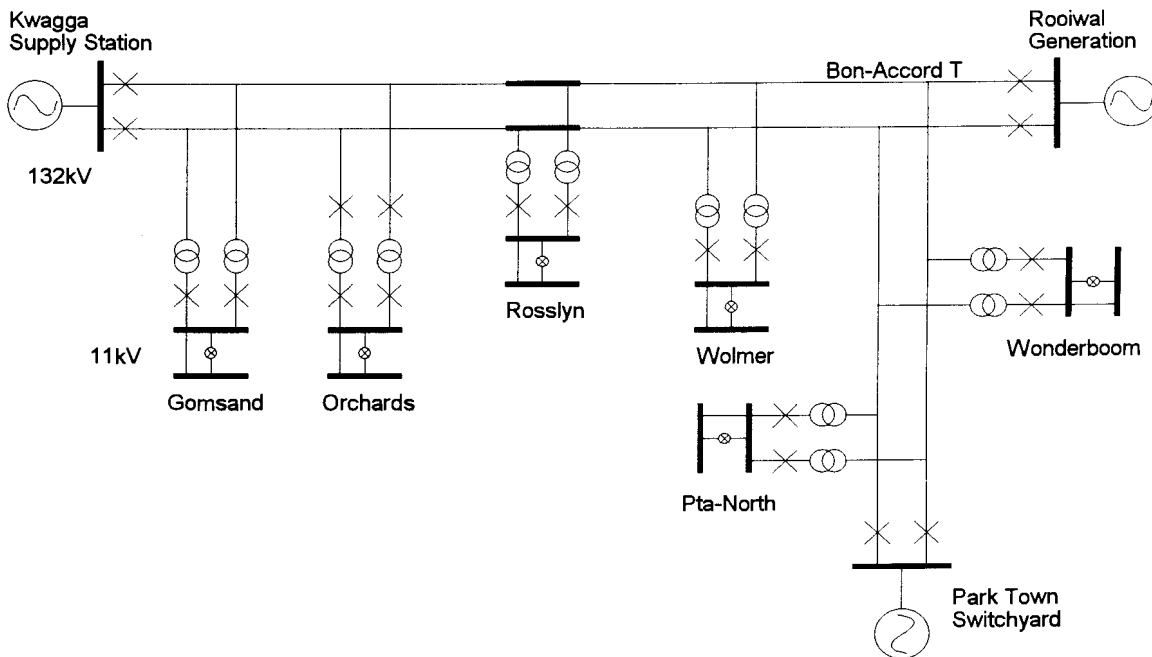 Kwagga
Supply Station
Rooiwal
Generation
Bon-Accord T
132kV
Rosslyn
Wolmer
Wonderboom
11kV
Gomsand
Orchards
Pta-North
Park Town
Switchyard